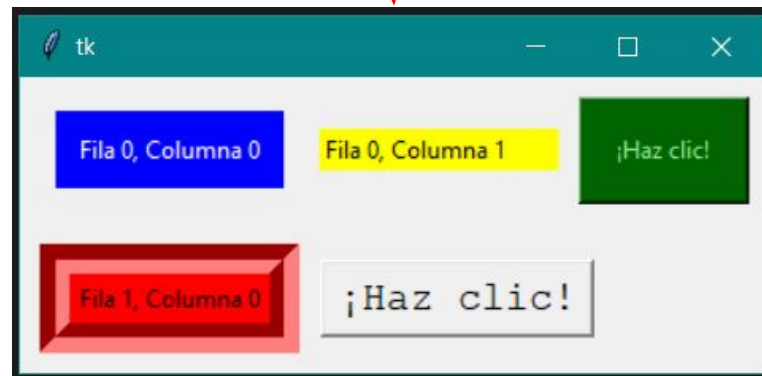 tk
Fila 0, Columna 0
Fila 0, Columna 1
¡Haz clic!
Fila 1, Columna 0
¡Haz clic!